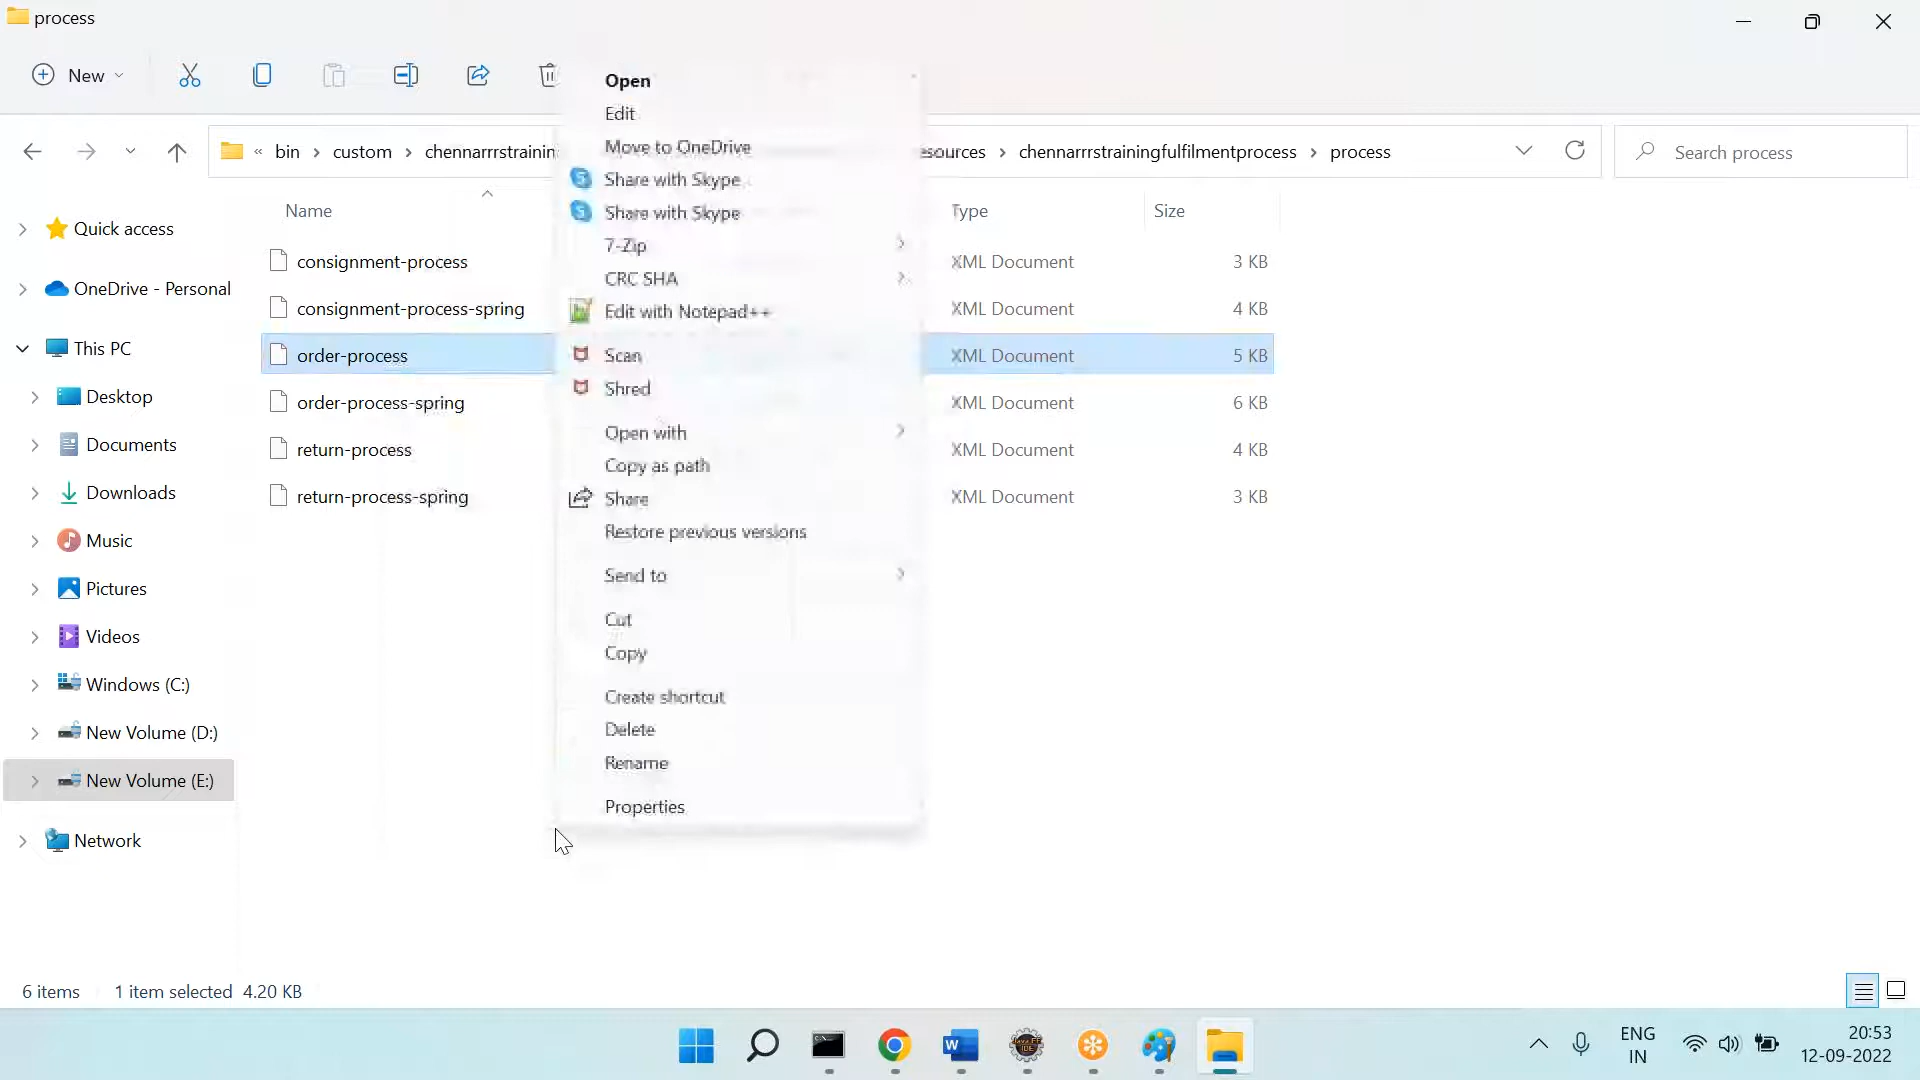 process
New
« bin > custom > chennarrrstrainin esources > chennarrrstrainingfulfilmentprocess > process
Search process
Name Type Size
consignment-process XML Document 3 KB
consignment-process-spring XML Document 4 KB
order-process XML Document 5 KB
order-process-spring XML Document 6 KB
return-process XML Document 4 KB
return-process-spring XML Document 3 KB
Quick access
OneDrive - Personal
This PC
Desktop
Documents
Downloads
Music
Pictures
Videos
Windows (C:)
New Volume (D:)
New Volume (E:)
Network
Open
Edit
Move to OneDrive
Share with Skype
Share with Skype
7-Zip
CRC SHA
Edit with Notepad++
Scan
Shred
Open with
Copy as path
Share
Restore previous versions
Send to
Cut
Copy
Create shortcut
Delete
Rename
Properties
6 items 1 item selected 4.20 KB
ENG
IN
20:53
12-09-2022